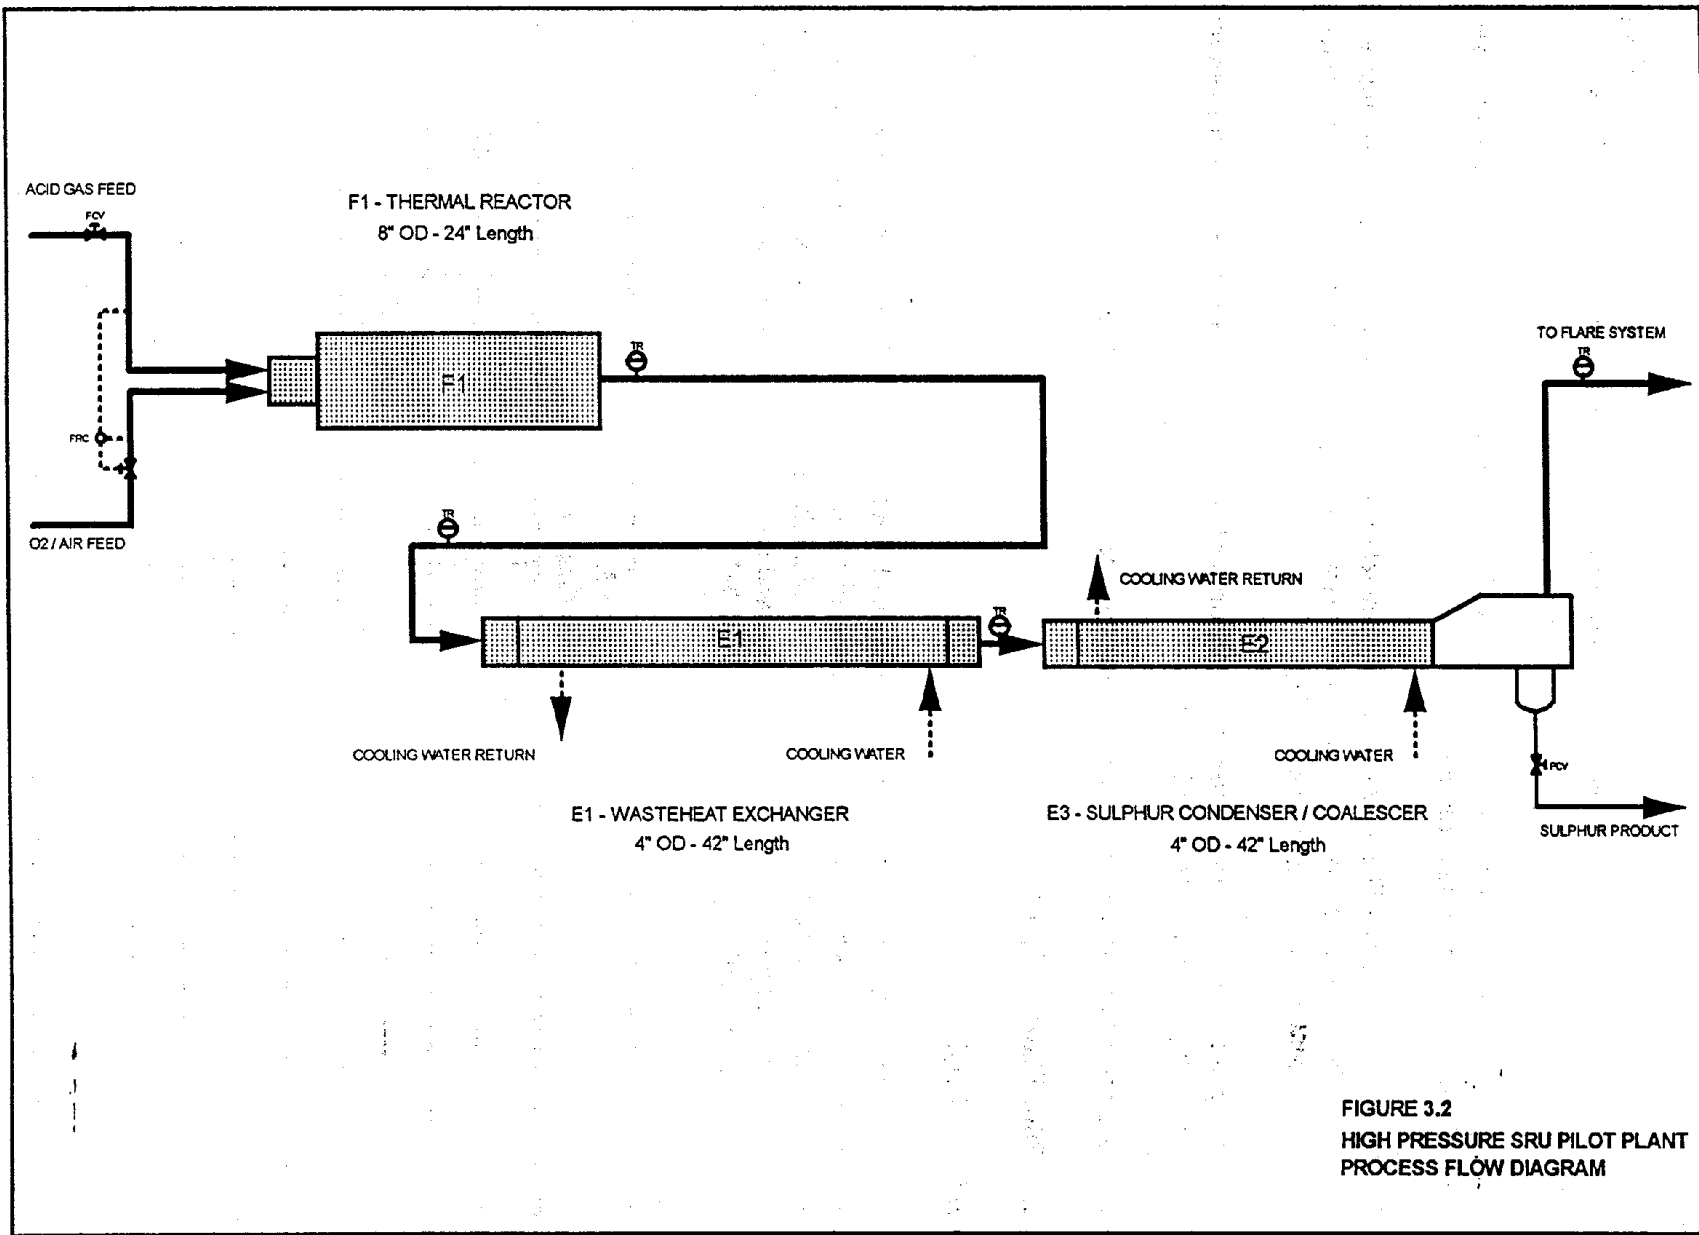 ACID GAS FEED
FCV
F1 - THERMAL REACTOR
8" OD - 24" Length
F1
TR
TO FLARE SYSTEM
TR
FRC
O2 / AIR FEED
TR
COOLING WATER RETURN
E1
TR
E2
COOLING WATER RETURN
COOLING WATER
COOLING WATER
PCV
E1 - WASTEHEAT EXCHANGER
4" OD - 42" Length
E3 - SULPHUR CONDENSER / COALESCER
4" OD - 42" Length
SULPHUR PRODUCT
FIGURE 3.2
HIGH PRESSURE SRU PILOT PLANT
PROCESS FLOW DIAGRAM